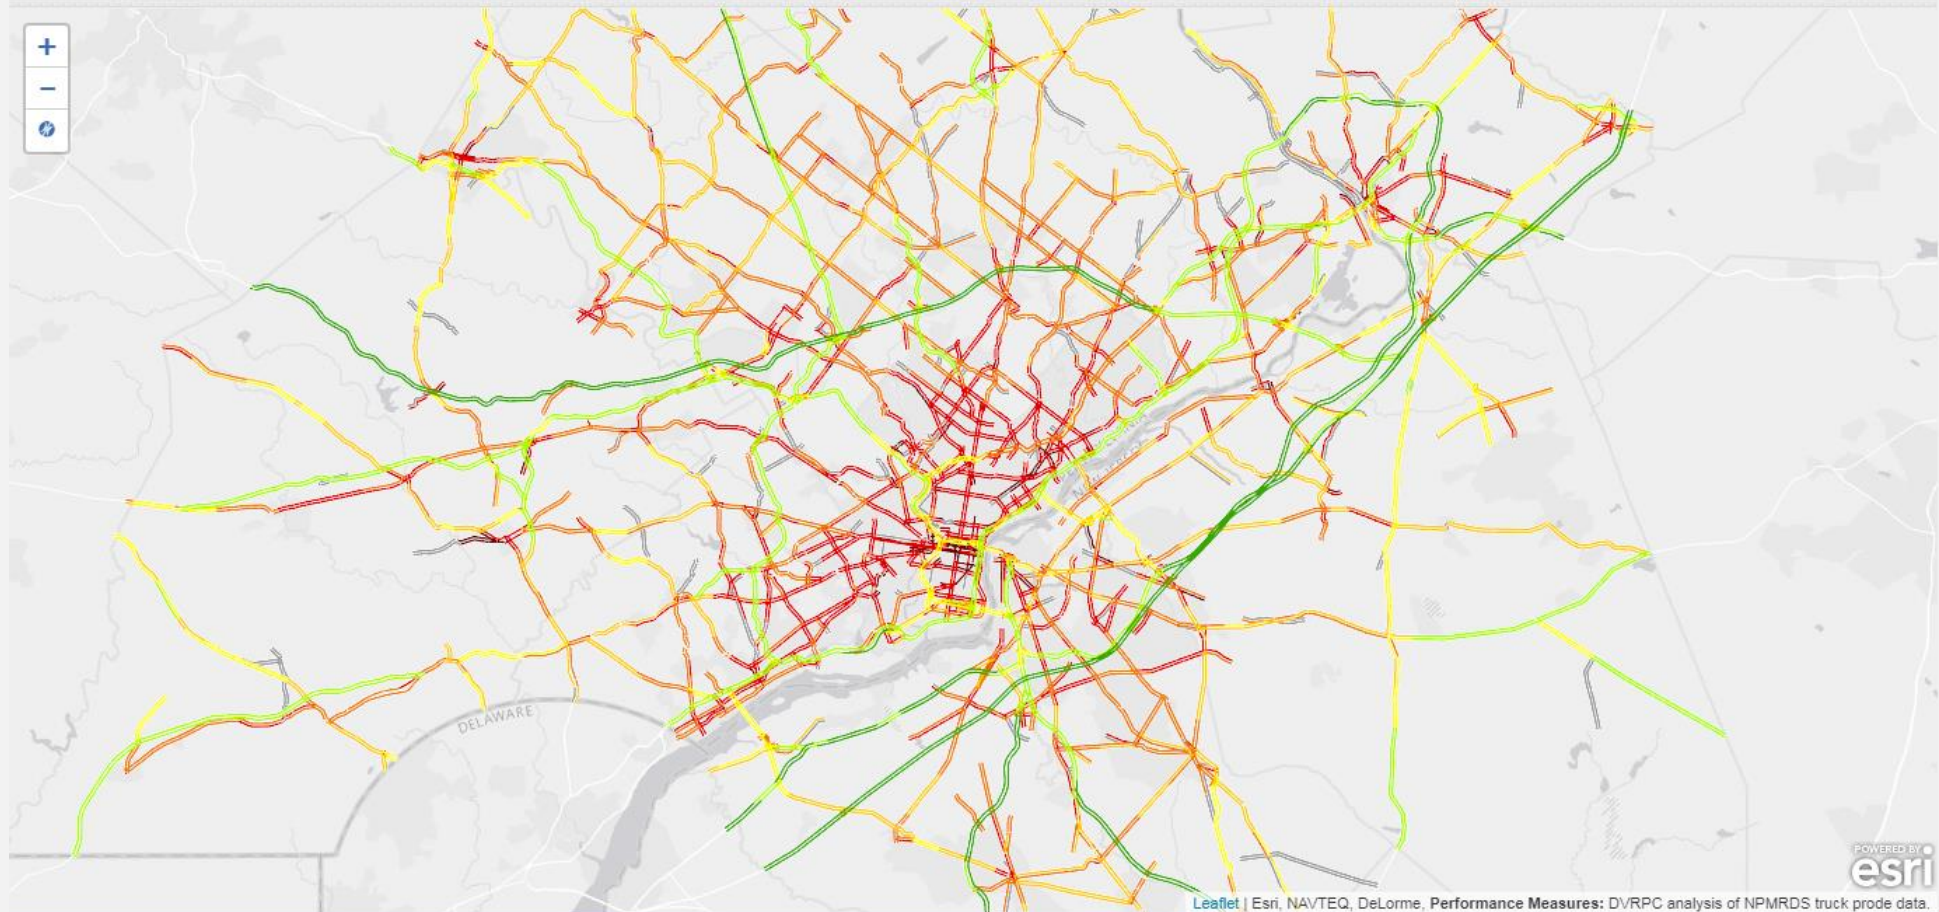 +
−
DELAWARE
POWERED BY
esri
Leaflet | Esri, NAVTEQ, DeLorme, Performance Measures: DVRPC analysis of NPMRDS truck prode data.